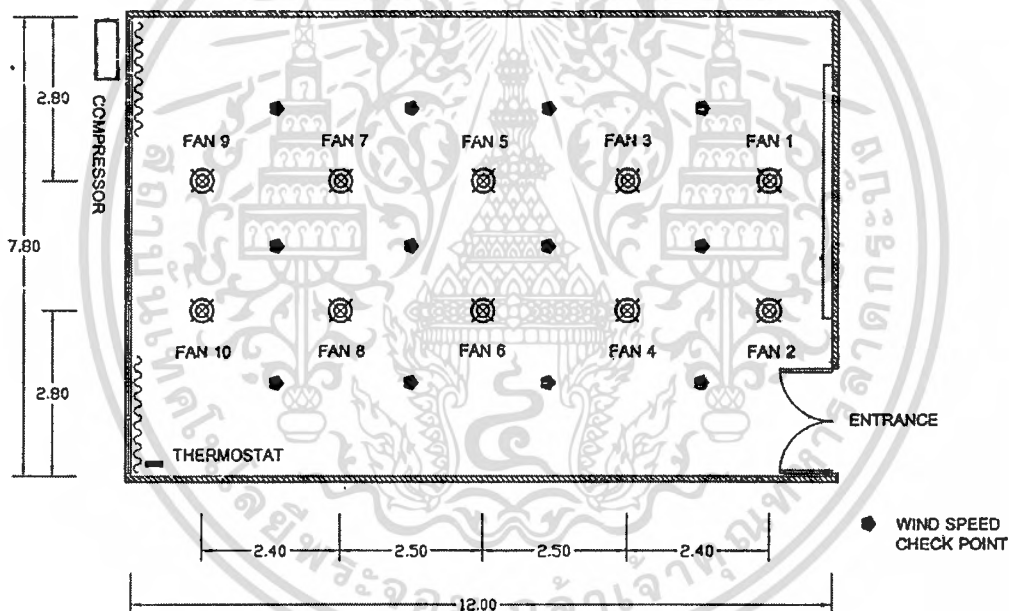 2.80
COMPRESSOR
FAN 9
FAN 7
FAN 5
FAN 3
FAN 1
7.80
FAN 10
FAN 8
FAN 6
FAN 4
FAN 2
2.80
THERMOSTAT
ENTRANCE
WIND SPEED
CHECK POINT
2.40
2.50
2.50
2.40
12.00